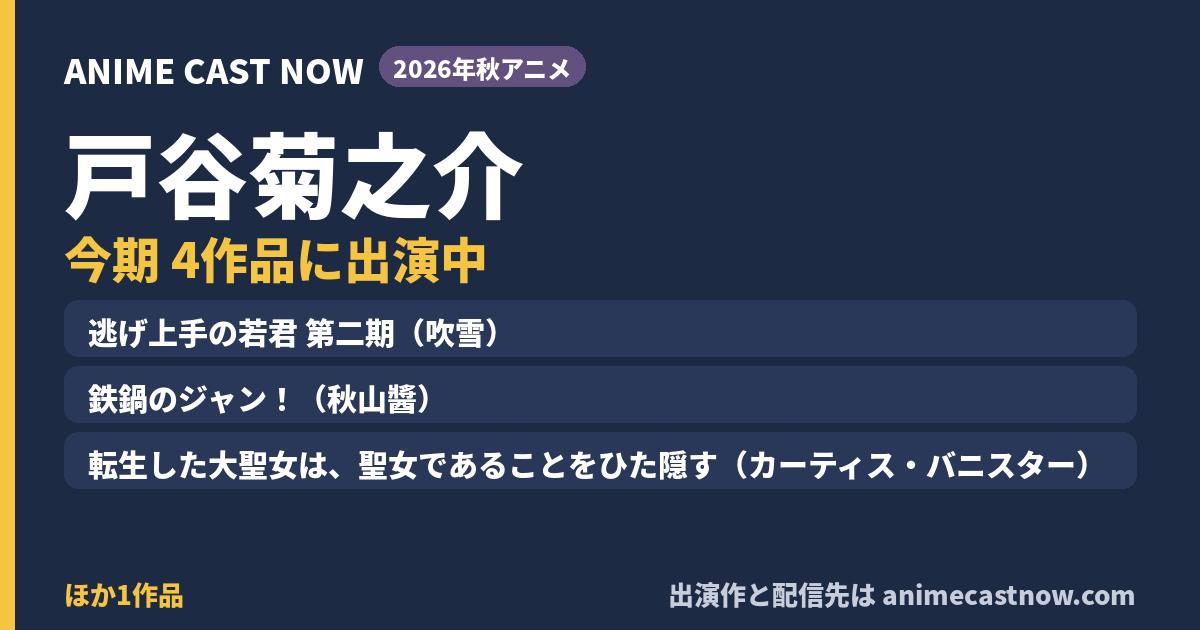 ANIME CAST NOW 2026年秋アニメ
戸谷菊之介
今期 4作品に出演中
逃げ上手の若君 第二期（吹雪）
鉄鍋のジャン！（秋山醬）
転生した大聖女は、聖女であることをひた隠す（カーティス・バニスター）
ほか1作品
出演作と配信先は animecastnow.com